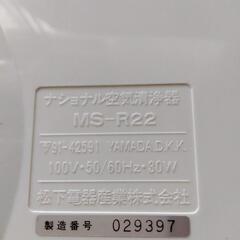 ナショナル空気清浄器
MS-R22
91-42591 YAMADA.D.K.K.
100V・50/60Hz・30W
松下電器産業株式会社
製造番号 029397